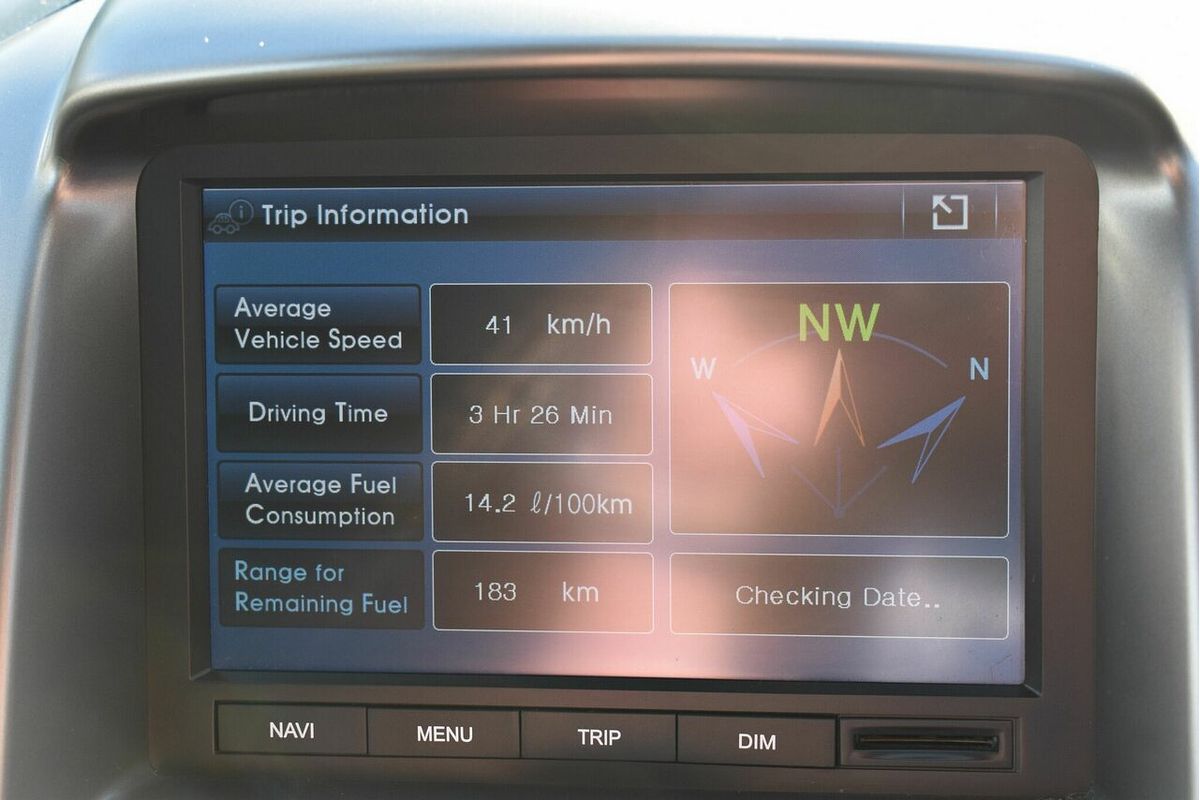 i Trip Information
Average
Vehicle Speed
41 km/h
Driving Time
3 Hr 26 Min
Average Fuel
Consumption
14.2 ℓ/100km
Range for
Remaining Fuel
183 km
NW
W N
Checking Date..
NAVI MENU TRIP DIM